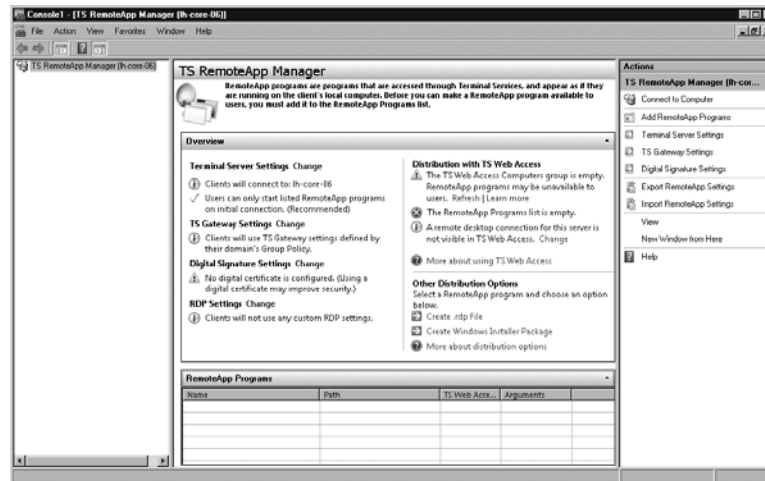 Console1 - [TS RemoteApp Manager (lh-core-06)]
File Action View Favorites Window Help
TS RemoteApp Manager (lh-core-06)
TS RemoteApp Manager
RemoteApp programs are programs that are accessed through Terminal Services, and appear as if they
are running on the client's local computer. Before you can make a RemoteApp program available to
users, you must add it to the RemoteApp Programs list.
Overview
Terminal Server Settings Change
Clients will connect to: lh-core-06
Users can only start listed RemoteApp programs
on initial connection. (Recommended)
TS Gateway Settings Change
Clients will use TS Gateway settings defined by
their domain's Group Policy.
Digital Signature Settings Change
No digital certificate is configured. (Using a
digital certificate may improve security.)
RDP Settings Change
Clients will not use any custom RDP settings.
Distribution with TS Web Access
The TS Web Access Computers group is empty.
RemoteApp programs may be unavailable to
users. Refresh | Learn more
The RemoteApp Programs list is empty.
A remote desktop connection for this server is
not visible in TS Web Access. Change
More about using TS Web Access
Other Distribution Options
Select a RemoteApp program and choose an option
below.
Create .rdp File
Create Windows Installer Package
More about distribution options
RemoteApp Programs
Name Path TS Web Acce... Arguments
Actions
TS RemoteApp Manager (lh-cor...
Connect to Computer
Add RemoteApp Programs
Terminal Server Settings
TS Gateway Settings
Digital Signature Settings
Export RemoteApp Settings
Import RemoteApp Settings
View
New Window from Here
Help